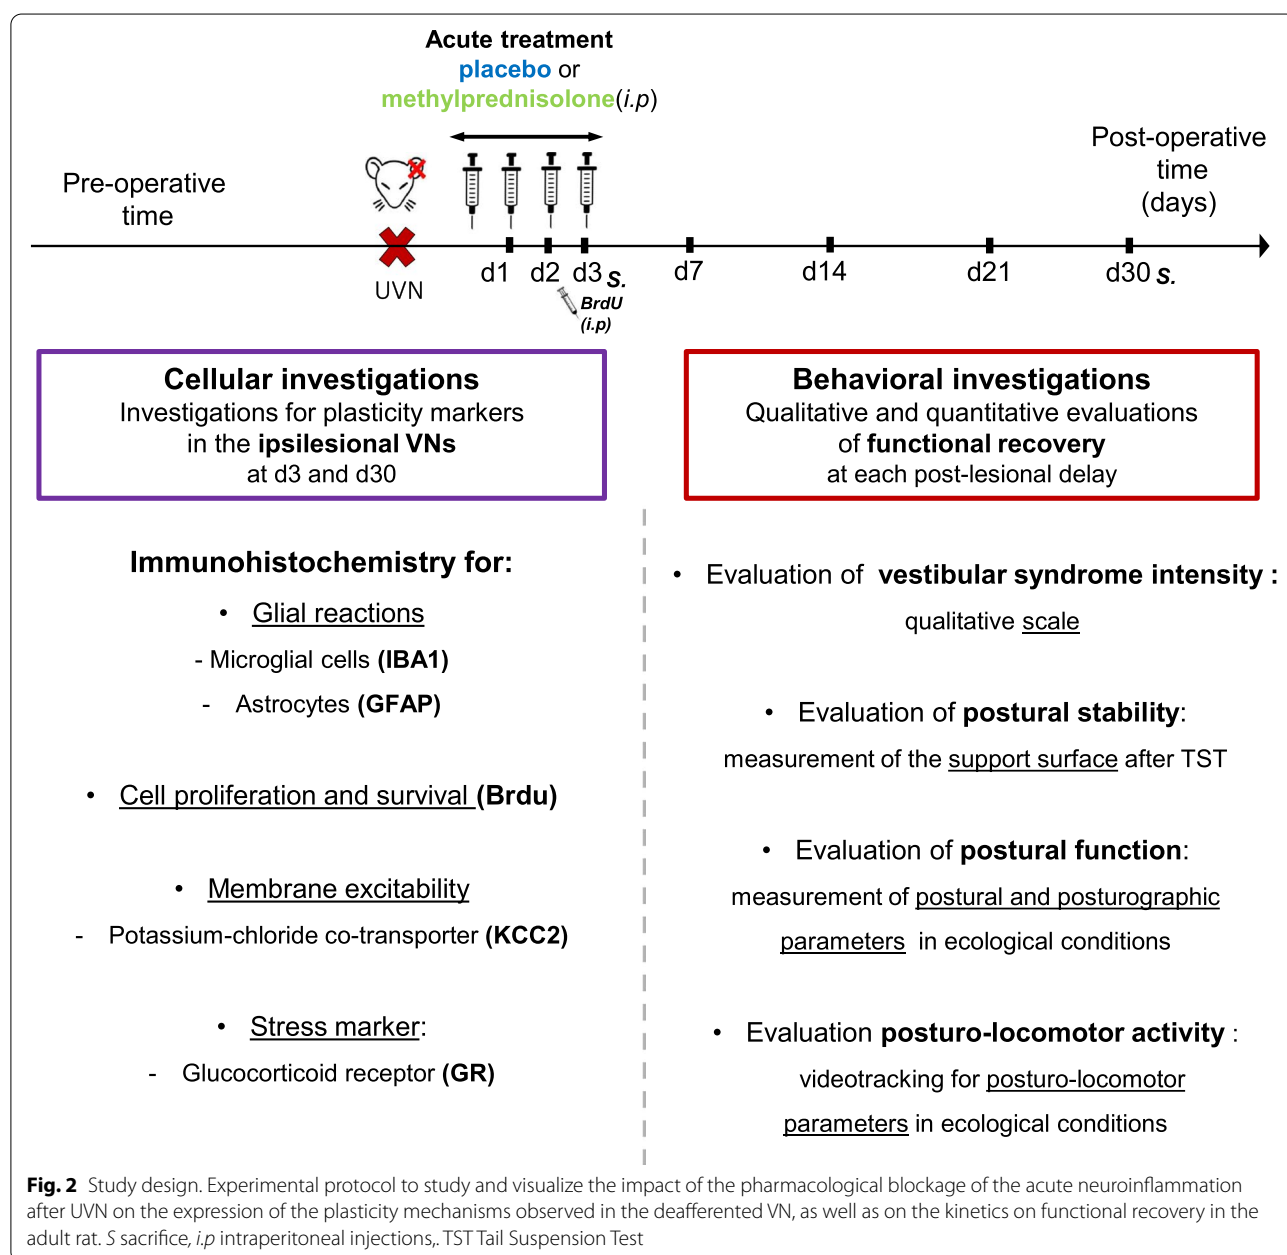 Acute treatment
placebo or
methylprednisolone(i.p)
Pre-operative
time
Post-operative
time
(days)
UVN
d1
d2
d3 S.
d7
d14
d21
d30 S.
BrdU
(i.p)
Cellular investigations
Investigations for plasticity markers
in the ipsilesional VNs
at d3 and d30
Immunohistochemistry for:
• Glial reactions
- Microglial cells (IBA1)
- Astrocytes (GFAP)
• Cell proliferation and survival (Brdu)
• Membrane excitability
- Potassium-chloride co-transporter (KCC2)
• Stress marker:
- Glucocorticoid receptor (GR)
Behavioral investigations
Qualitative and quantitative evaluations
of functional recovery
at each post-lesional delay
• Evaluation of vestibular syndrome intensity :
qualitative scale
• Evaluation of postural stability:
measurement of the support surface after TST
• Evaluation of postural function:
measurement of postural and posturographic
parameters in ecological conditions
• Evaluation posturo-locomotor activity :
videotracking for posturo-locomotor
parameters in ecological conditions
Fig. 2 Study design. Experimental protocol to study and visualize the impact of the pharmacological blockage of the acute neuroinflammation
after UVN on the expression of the plasticity mechanisms observed in the deafferented VN, as well as on the kinetics on functional recovery in the
adult rat. S sacrifice, i.p intraperitoneal injections,. TST Tail Suspension Test